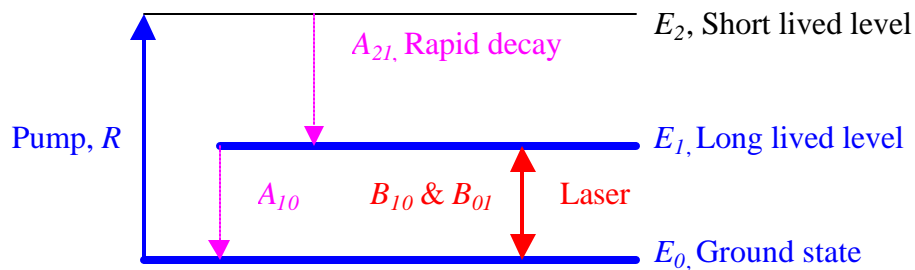 E2, Short lived level
A21, Rapid decay
Pump, R
E1, Long lived level
A10
B10 & B01
Laser
E0, Ground state